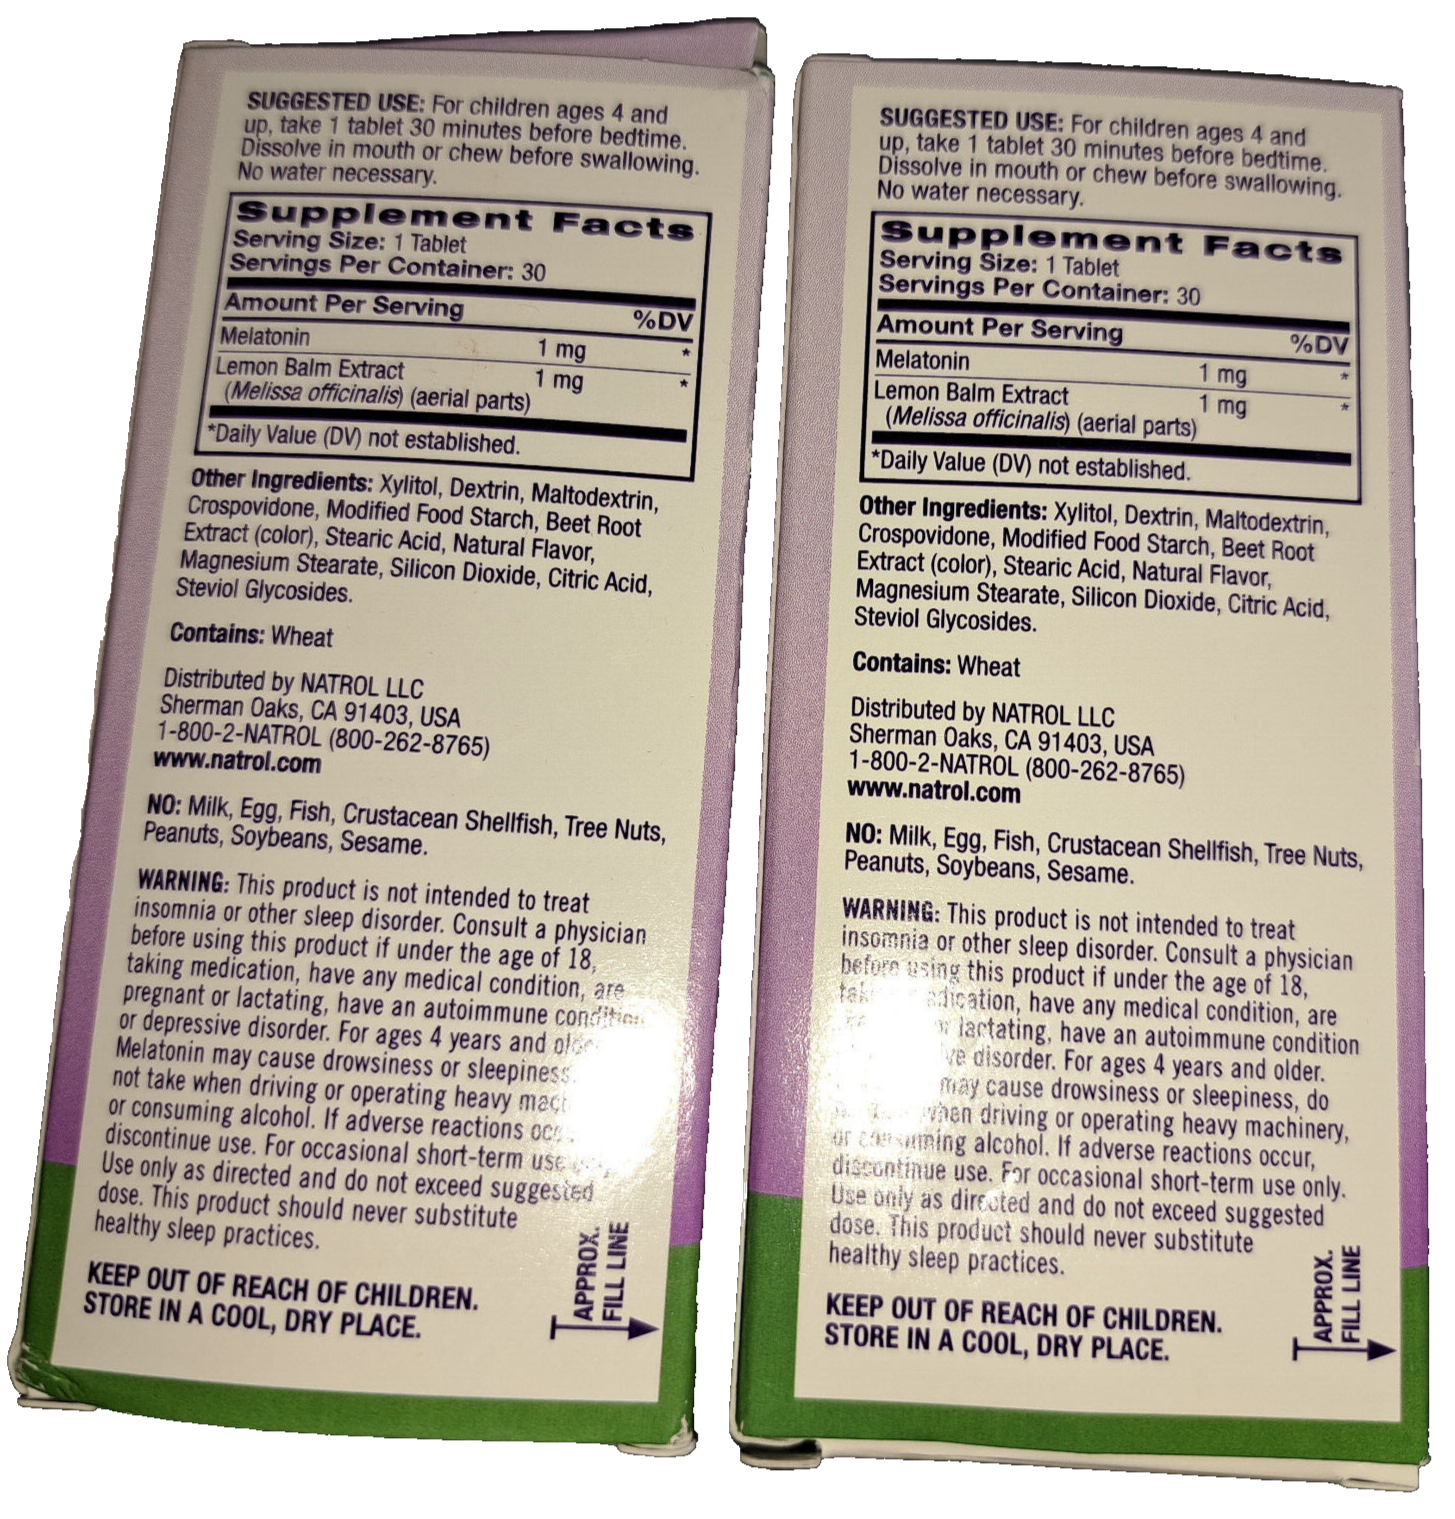 SUGGESTED USE: For children ages 4 and
up, take 1 tablet 30 minutes before bedtime.
Dissolve in mouth or chew before swallowing.
No water necessary.
Supplement Facts
Serving Size: 1 Tablet
Servings Per Container: 30
Amount Per Serving %DV
Melatonin 1 mg *
Lemon Balm Extract 1 mg *
(Melissa officinalis) (aerial parts)
*Daily Value (DV) not established.
Other Ingredients: Xylitol, Dextrin, Maltodextrin,
Crospovidone, Modified Food Starch, Beet Root
Extract (color), Stearic Acid, Natural Flavor,
Magnesium Stearate, Silicon Dioxide, Citric Acid,
Steviol Glycosides.
Contains: Wheat
Distributed by NATROL LLC
Sherman Oaks, CA 91403, USA
1-800-2-NATROL (800-262-8765)
www.natrol.com
NO: Milk, Egg, Fish, Crustacean Shellfish, Tree Nuts,
Peanuts, Soybeans, Sesame.
WARNING: This product is not intended to treat
insomnia or other sleep disorder. Consult a physician
before using this product if under the age of 18,
taking medication, have any medical condition, are
pregnant or lactating, have an autoimmune condition
or depressive disorder. For ages 4 years and
Melatonin may cause drowsiness or sleepiness
not take when driving or operating heavy
or consuming alcohol. If adverse reactions
discontinue use. For occasional short-term use
Use only as directed and do not exceed suggested
dose. This product should never substitute
healthy sleep practices.
KEEP OUT OF REACH OF CHILDREN.
STORE IN A COOL, DRY PLACE.
APPROX.
FILL LINE
SUGGESTED USE: For children ages 4 and
up, take 1 tablet 30 minutes before bedtime.
Dissolve in mouth or chew before swallowing.
No water necessary.
Supplement Facts
Serving Size: 1 Tablet
Servings Per Container: 30
Amount Per Serving %DV
Melatonin 1 mg *
Lemon Balm Extract 1 mg *
(Melissa officinalis) (aerial parts)
*Daily Value (DV) not established.
Other Ingredients: Xylitol, Dextrin, Maltodextrin,
Crospovidone, Modified Food Starch, Beet Root
Extract (color), Stearic Acid, Natural Flavor,
Magnesium Stearate, Silicon Dioxide, Citric Acid,
Steviol Glycosides.
Contains: Wheat
Distributed by NATROL LLC
Sherman Oaks, CA 91403, USA
1-800-2-NATROL (800-262-8765)
www.natrol.com
NO: Milk, Egg, Fish, Crustacean Shellfish, Tree Nuts,
Peanuts, Soybeans, Sesame.
WARNING: This product is not intended to treat
insomnia or other sleep disorder. Consult a physician
before using this product if under the age of 18,
have any medical condition, are
lactating, have an autoimmune condition
disorder. For ages 4 years and older.
may cause drowsiness or sleepiness, do
when driving or operating heavy machinery,
or consuming alcohol. If adverse reactions occur,
discontinue use. For occasional short-term use only.
Use only as directed and do not exceed suggested
dose. This product should never substitute
healthy sleep practices.
KEEP OUT OF REACH OF CHILDREN.
STORE IN A COOL, DRY PLACE.
APPROX.
FILL LINE